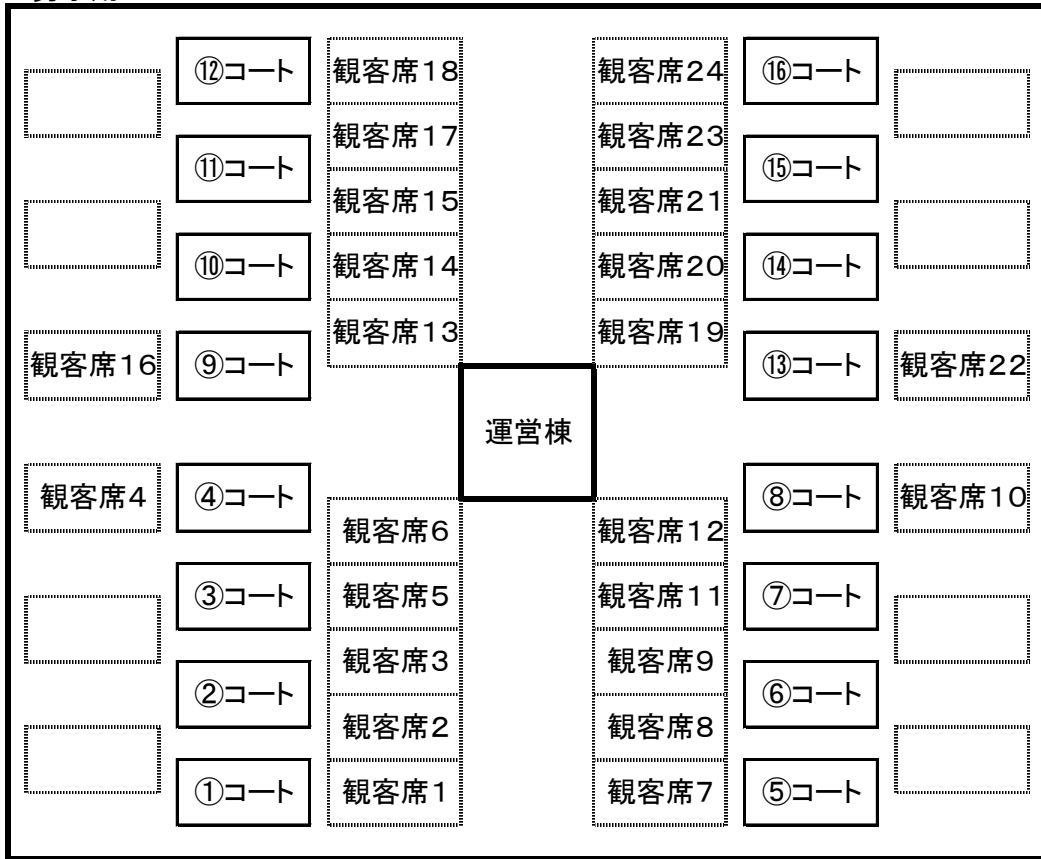 ⑫コート 観客席18 観客席24 ⑯コート
観客席17 観客席23
⑪コート ⑮コート
観客席15 観客席21
⑩コート 観客席14 観客席20 ⑭コート
観客席13 観客席19
観客席16 ⑨コート ⑬コート 観客席22
運営棟
観客席4 ④コート ⑧コート 観客席10
観客席6 観客席12
③コート 観客席5 観客席11 ⑦コート
観客席3 観客席9
②コート ⑥コート
観客席2 観客席8
①コート 観客席1 観客席7 ⑤コート